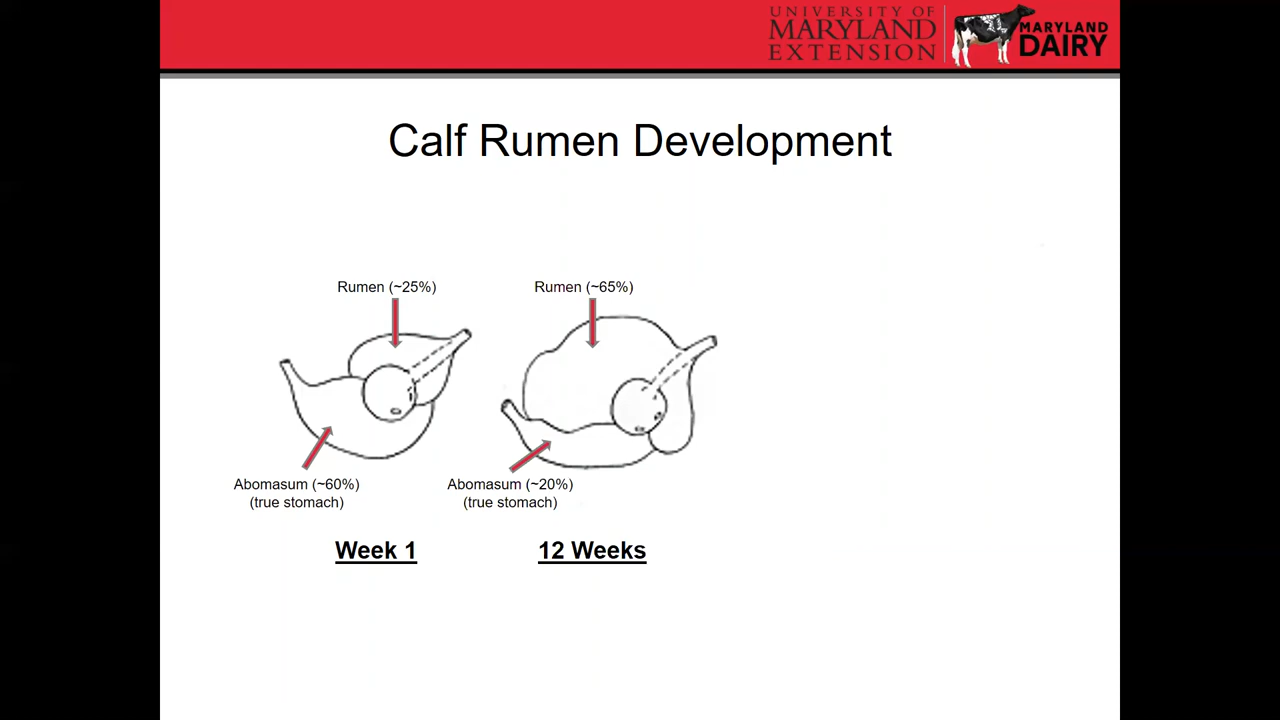 UNIVERSITY OF
MARYLAND
EXTENSION
MARYLAND
DAIRY
Calf Rumen Development
Rumen (~25%)
Rumen (~65%)
Abomasum (~60%)
(true stomach)
Abomasum (~20%)
(true stomach)
Week 1
12 Weeks